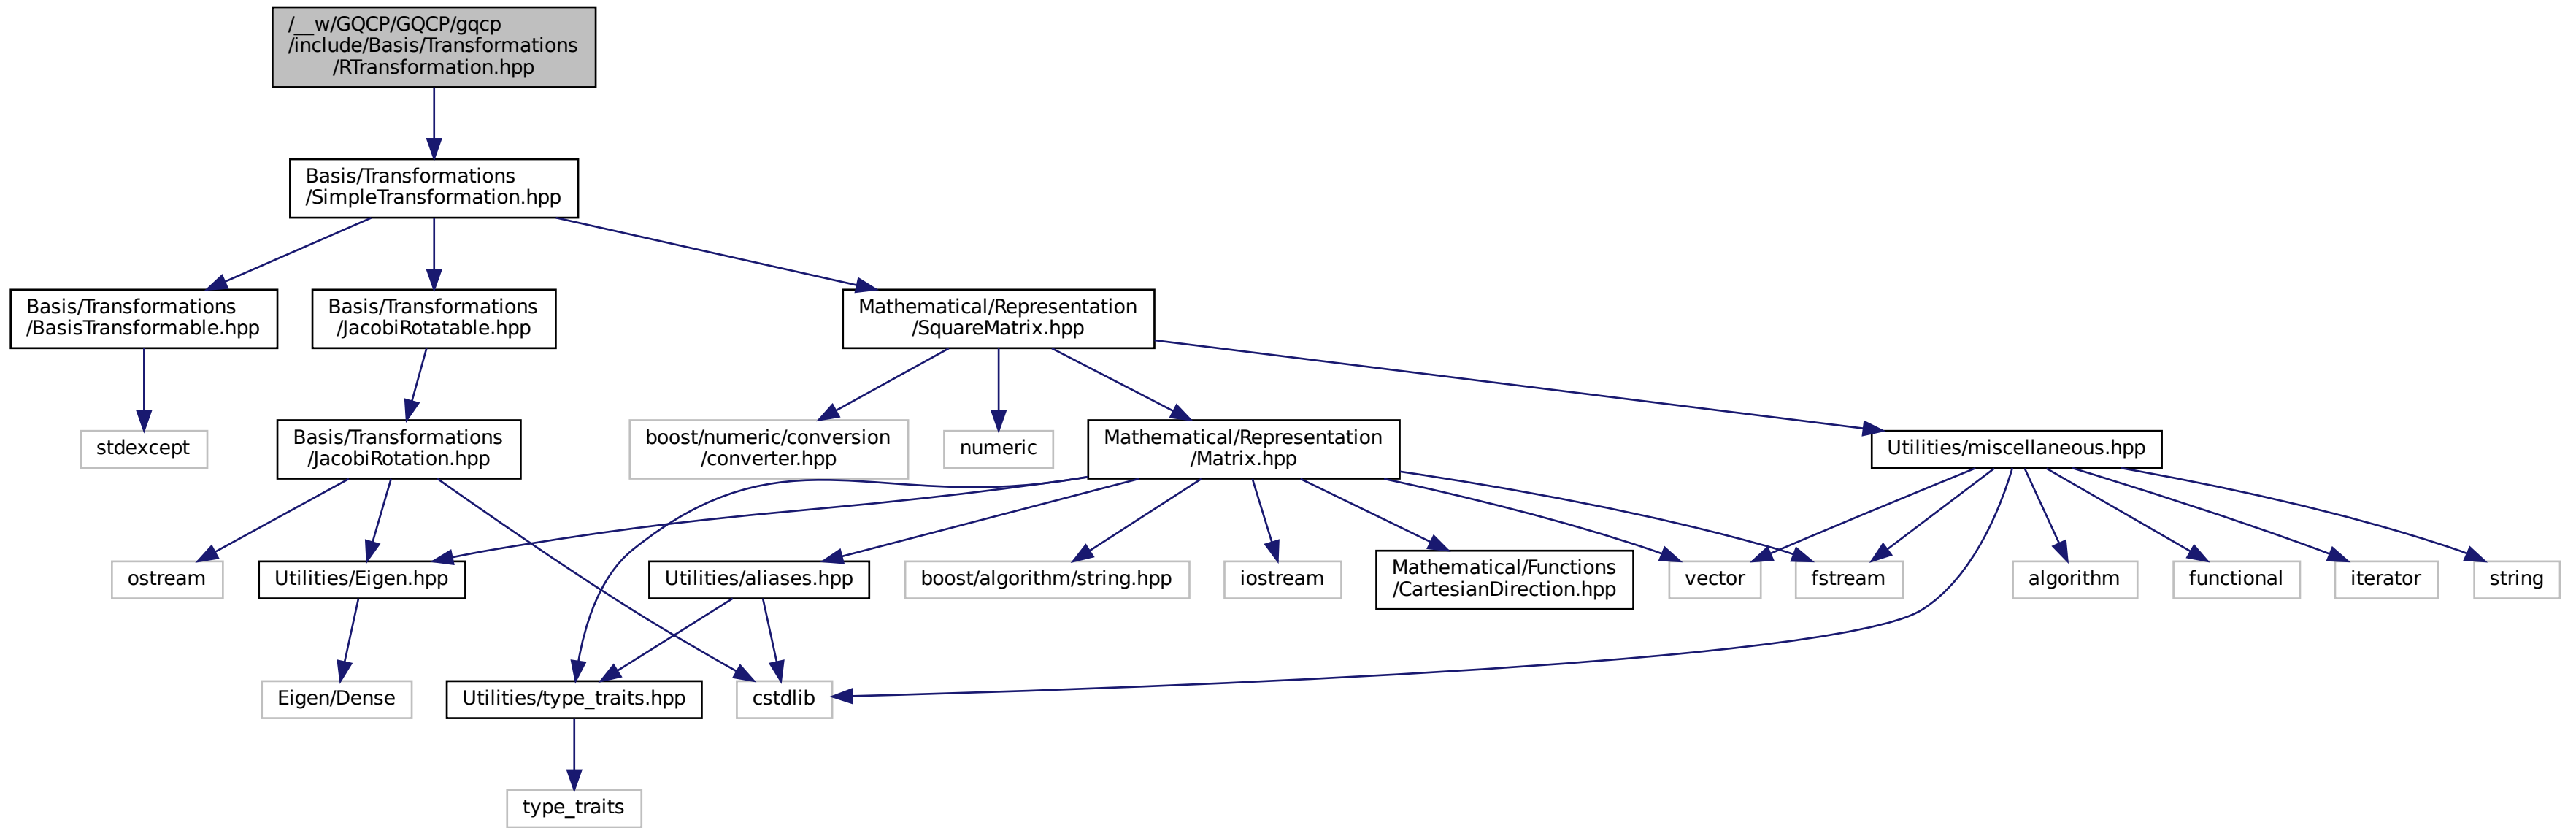 /__w/GQCP/GQCP/gqcp
/include/Basis/Transformations
/RTransformation.hpp
Basis/Transformations
/SimpleTransformation.hpp
Basis/Transformations
/BasisTransformable.hpp
Basis/Transformations
/JacobiRotatable.hpp
Mathematical/Representation
/SquareMatrix.hpp
stdexcept
Basis/Transformations
/JacobiRotation.hpp
boost/numeric/conversion
/converter.hpp
numeric
Mathematical/Representation
/Matrix.hpp
Utilities/miscellaneous.hpp
ostream
Utilities/Eigen.hpp
Utilities/aliases.hpp
boost/algorithm/string.hpp
iostream
Mathematical/Functions
/CartesianDirection.hpp
vector
fstream
algorithm
functional
iterator
string
Eigen/Dense
Utilities/type_traits.hpp
cstdlib
type_traits